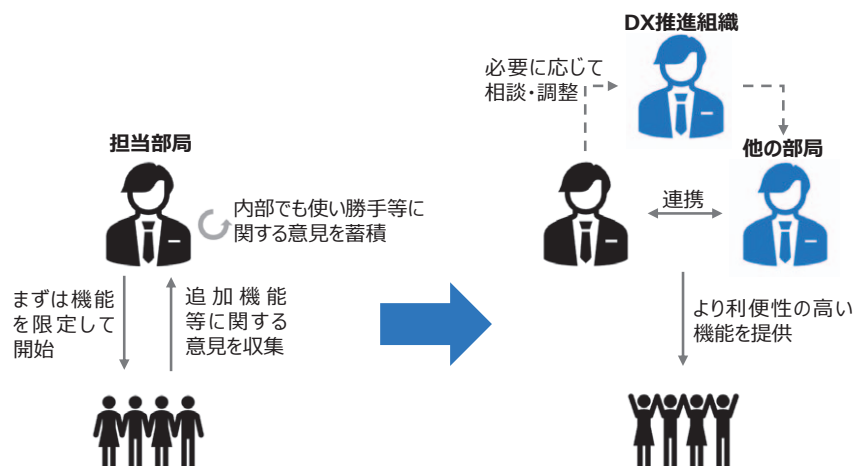 担当部局
内部でも使い勝手等に
関する意見を蓄積
まずは機能
を限定して
開始
追加機能
等に関する
意見を収集
DX推進組織
必要に応じて
相談・調整
他の部局
連携
より利便性の高い
機能を提供